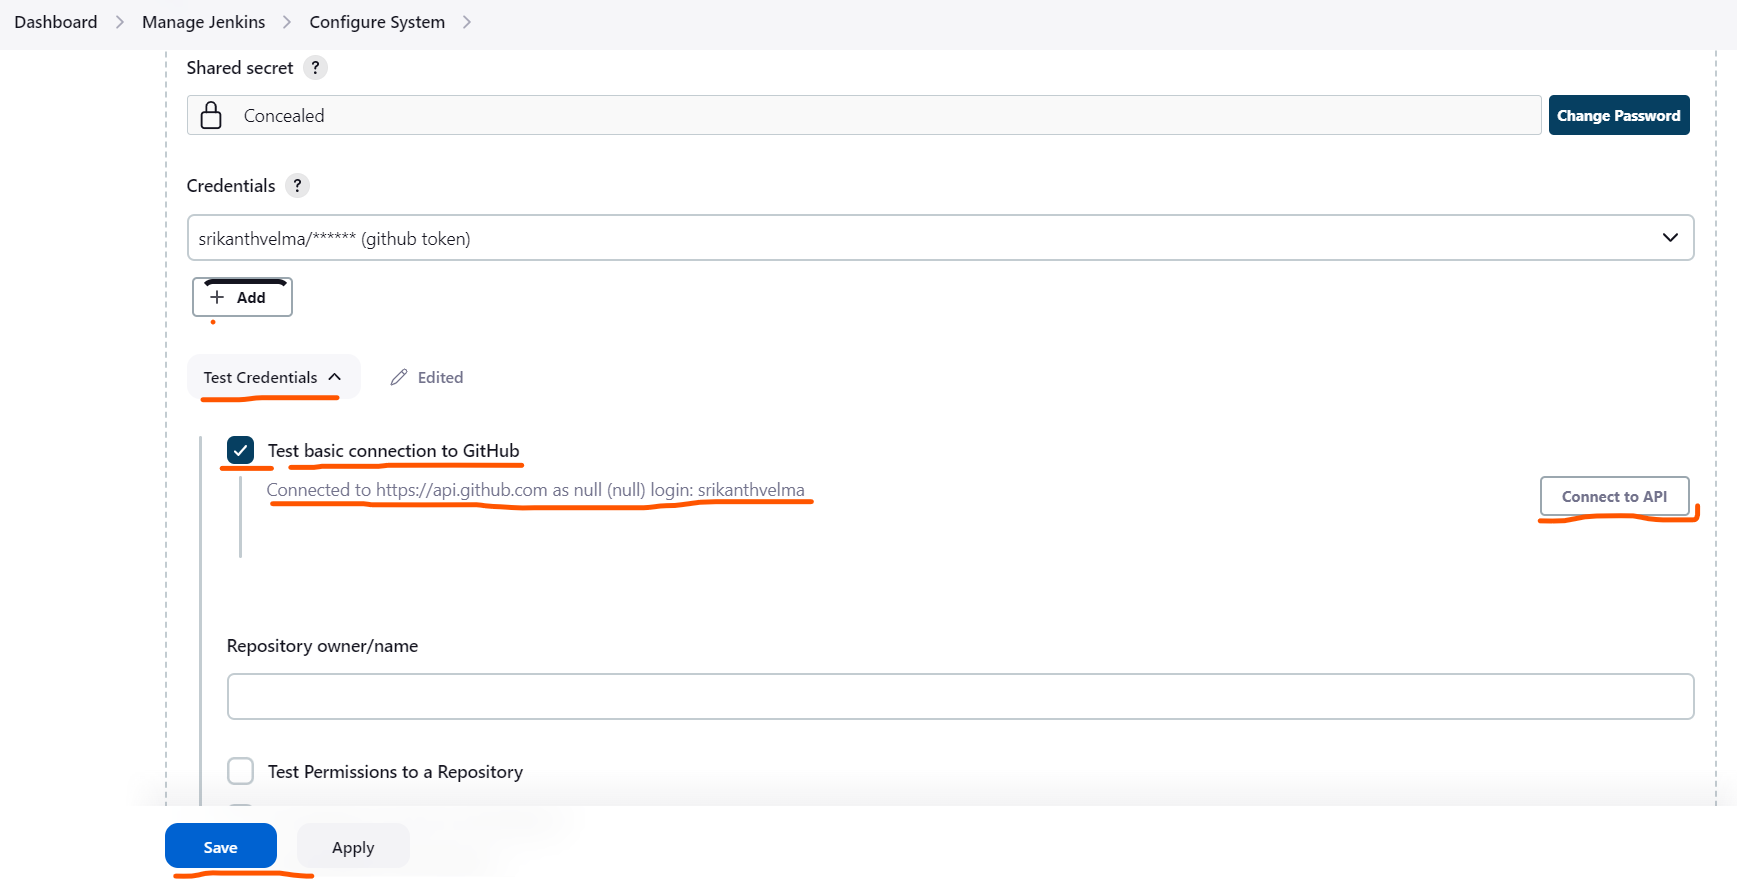 Dashboard > Manage Jenkins > Configure System >
Shared secret ?
Concealed
Change Password
Credentials ?
srikanthvelma/****** (github token)
+ Add
Test Credentials
Edited
Test basic connection to GitHub
Connected to https://api.github.com as null (null) login: srikanthvelma
Connect to API
Repository owner/name
Test Permissions to a Repository
Save
Apply